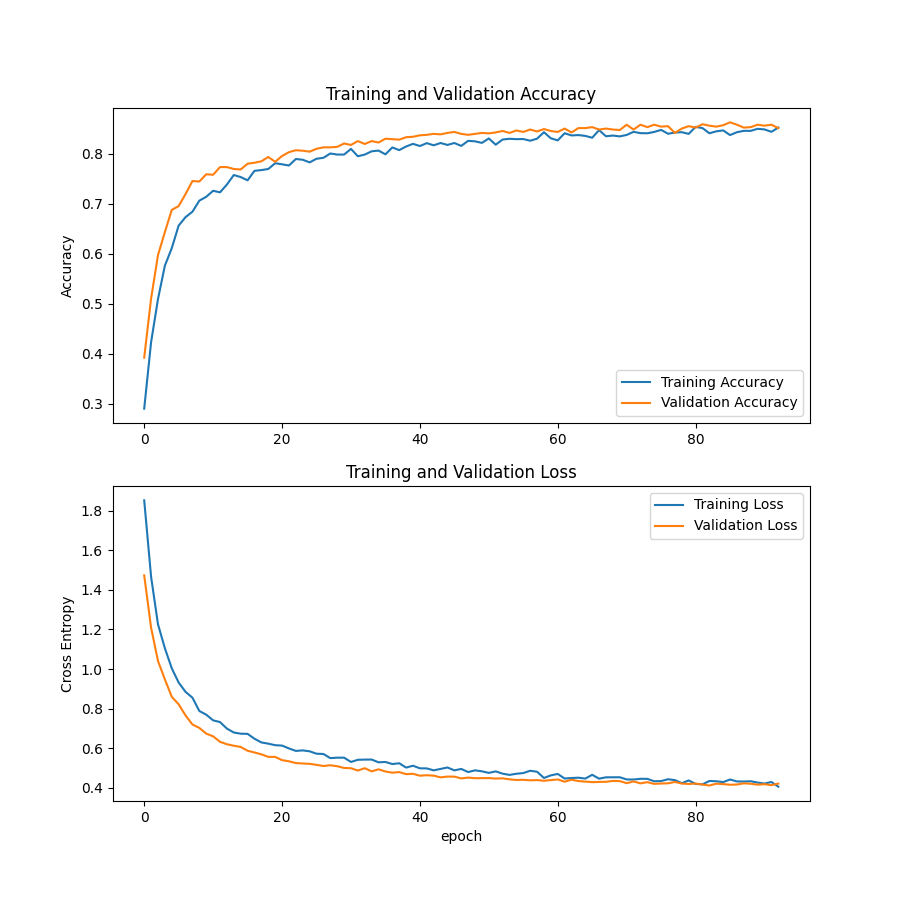 Training and Validation Accuracy
Accuracy
0.8
0.7
0.6
0.5
0.4
0.3
Training Accuracy
Validation Accuracy
0 20 40 60 80
Training and Validation Loss
Cross Entropy
1.8
1.6
1.4
1.2
1.0
0.8
0.6
0.4
Training Loss
Validation Loss
0 20 40 60 80
epoch